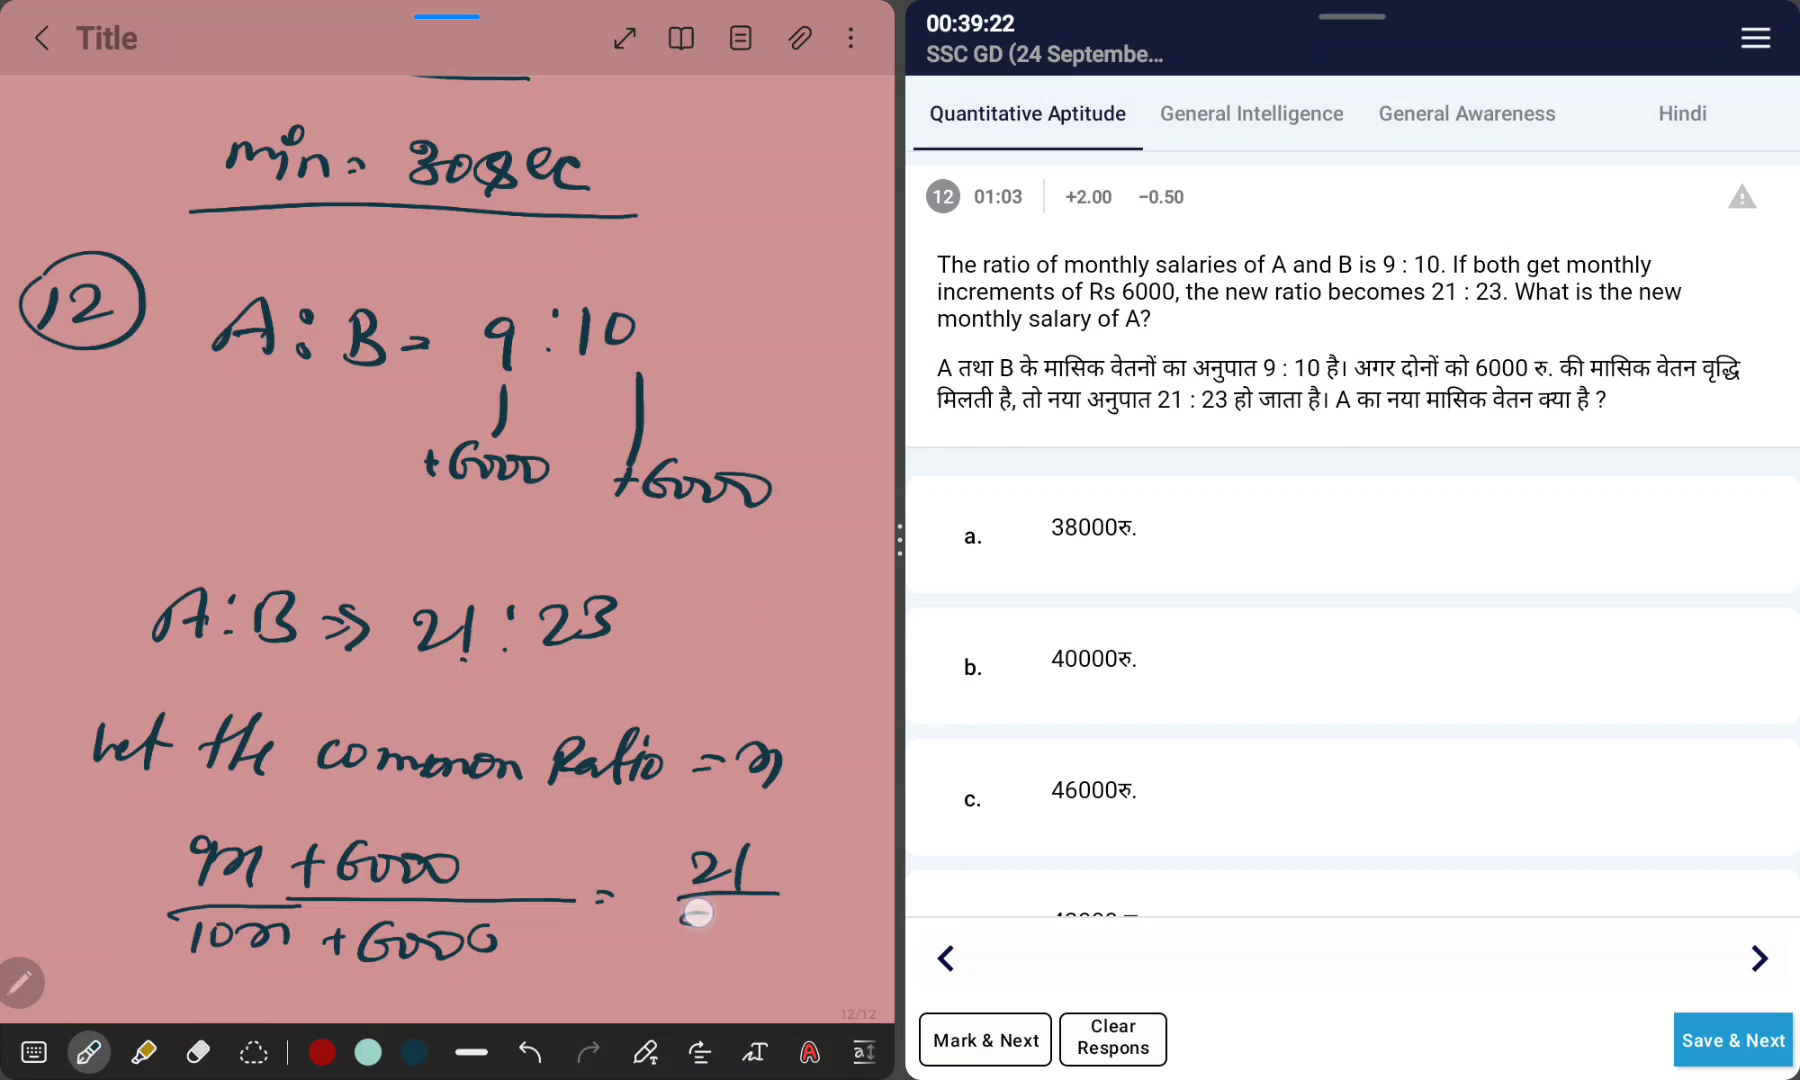 Title
min = 30sec
12
A : B = 9 : 10
+6000 +6000
A : B ⇒ 21 : 23
Let the common Ratio = x
9x + 6000 = 21
10x + 6000
12/12
00:39:22
SSC GD (24 Septembe...
Quantitative Aptitude General Intelligence General Awareness Hindi
12 01:03 +2.00 −0.50
The ratio of monthly salaries of A and B is 9 : 10. If both get monthly
increments of Rs 6000, the new ratio becomes 21 : 23. What is the new
monthly salary of A?
A तथा B के मासिक वेतनों का अनुपात 9 : 10 है। अगर दोनों को 6000 रु. की मासिक वेतन वृद्धि
मिलती है, तो नया अनुपात 21 : 23 हो जाता है। A का नया मासिक वेतन क्या है ?
a. 38000रु.
b. 40000रु.
c. 46000रु.
Mark & Next
Clear
Respons
Save & Next